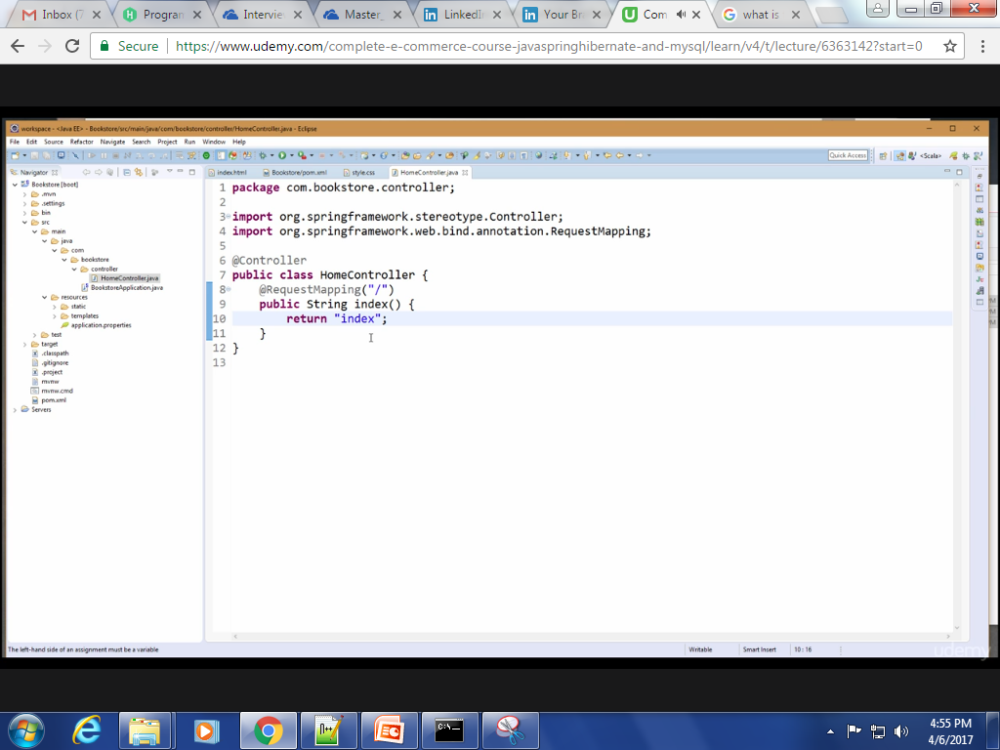 Inbox (7
Program
Intervie
Master_
LinkedIn
Your Bri
Com
what is
Secure
https://www.udemy.com/complete-e-commerce-course-javaspringhibernate-and-mysql/learn/v4/t/lecture/6363142?start=0
workspace - <Java EE> - Bookstore/src/main/java/com/bookstore/controller/HomeController.java - Eclipse
File Edit Source Refactor Navigate Search Project Run Window Help
Quick Access
<Scala>
Navigator
index.html Bookstore/pom.xml style.css HomeController.java
Bookstore [boot]
.mvn
.settings
bin
src
main
java
com
bookstore
controller
HomeController.java
BookstoreApplication.java
resources
static
templates
application.properties
test
target
.classpath
.gitignore
.project
mvnw
mvnw.cmd
pom.xml
Servers
1 package com.bookstore.controller;
2
3 import org.springframework.stereotype.Controller;
4 import org.springframework.web.bind.annotation.RequestMapping;
5
6 @Controller
7 public class HomeController {
8 @RequestMapping("/")
9 public String index() {
10 return "index";
11 }
12 }
13
The left-hand side of an assignment must be a variable
Writable
Smart Insert
10 : 16
udemy
4:55 PM
4/6/2017